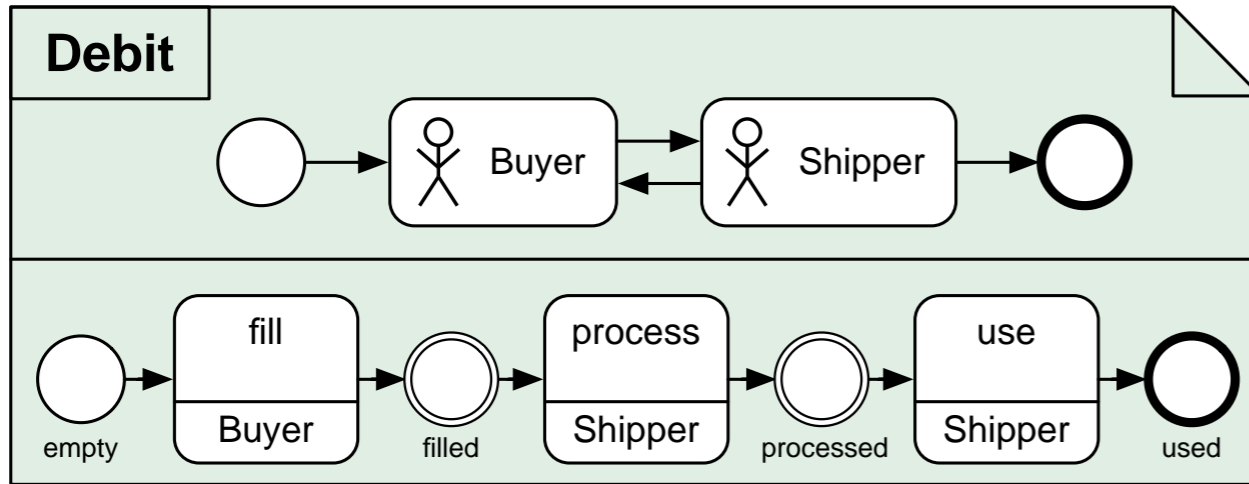 Debit
Buyer
Shipper
fill
process
use
Buyer
Shipper
Shipper
empty
filled
processed
used